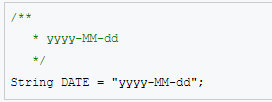 /**
* yyyy-MM-dd
*/
String DATE = "yyyy-MM-dd";